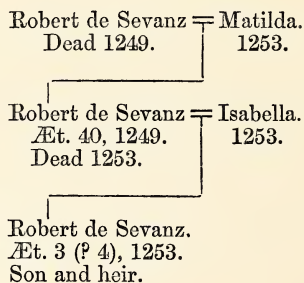 Robert de Sevanz = Matilda.
Dead 1249. 1253.
Robert de Sevanz = Isabella.
Æt. 40, 1249. 1253.
Dead 1253.
Robert de Sevanz.
Æt. 3 (? 4), 1253.
Son and heir.